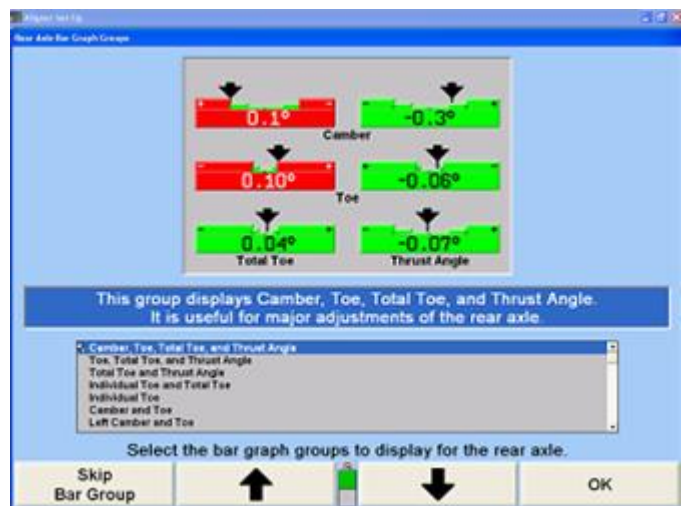 Aligner Set Up
Rear Axle Bar Graph Groups
0.1° -0.3°
Camber
0.10° -0.06°
Toe
0.04° -0.07°
Total Toe Thrust Angle
This group displays Camber, Toe, Total Toe, and Thrust Angle.
It is useful for major adjustments of the rear axle.
Camber, Toe, Total Toe, and Thrust Angle
Toe, Total Toe, and Thrust Angle
Total Toe and Thrust Angle
Individual Toe and Total Toe
Individual Toe
Camber and Toe
Left Camber and Toe
Select the bar graph groups to display for the rear axle.
Skip
Bar Group
OK